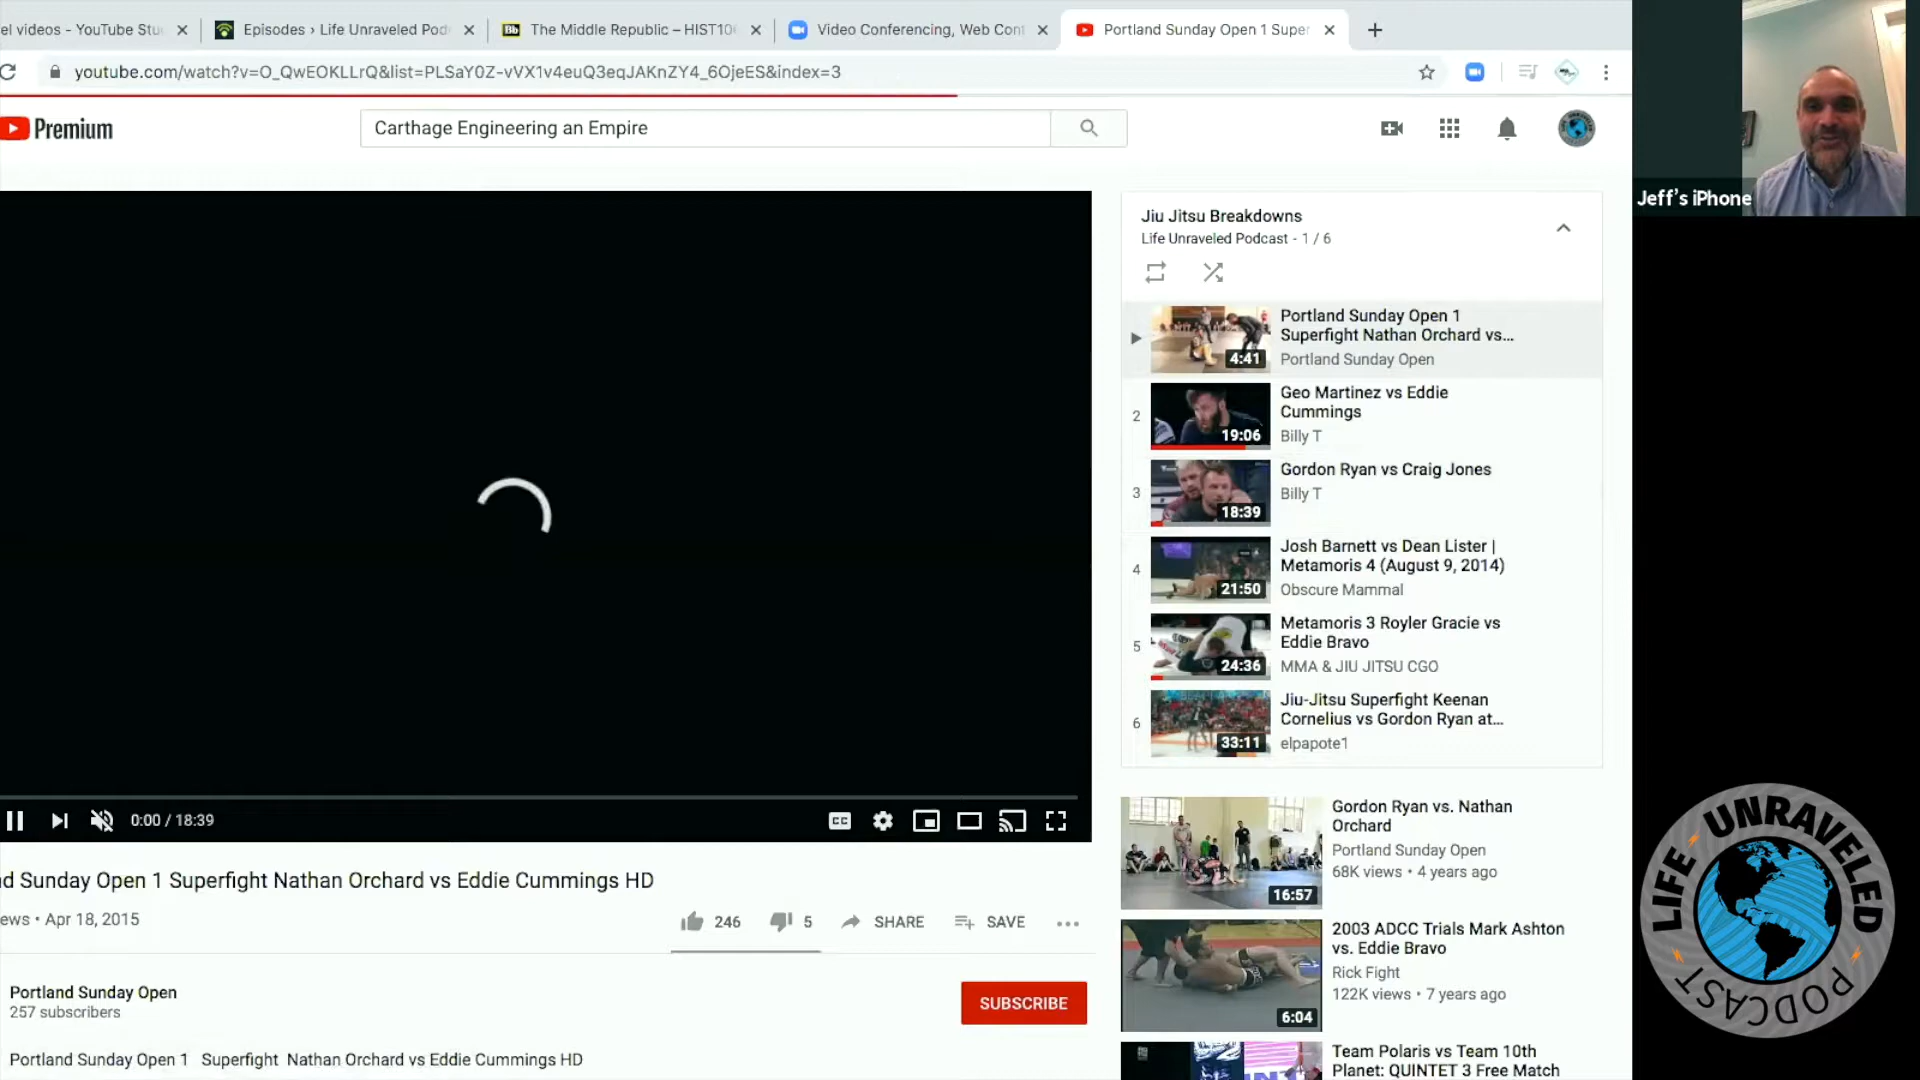 el videos - YouTube Stu
Episodes › Life Unraveled Pod
Bb
The Middle Republic – HIST10
Video Conferencing, Web Con
Portland Sunday Open 1 Super
youtube.com/watch?v=O_QwEOKLLrQ&list=PLSaY0Z-vVX1v4euQ3eqJAKnZY4_6OjeES&index=3
Premium
Carthage Engineering an Empire
Jeff's iPhone
Jiu Jitsu Breakdowns
Life Unraveled Podcast - 1 / 6
Portland Sunday Open 1
Superfight Nathan Orchard vs...
Portland Sunday Open
4:41
2
Geo Martinez vs Eddie
Cummings
Billy T
19:06
3
Gordon Ryan vs Craig Jones
Billy T
18:39
4
Josh Barnett vs Dean Lister |
Metamoris 4 (August 9, 2014)
Obscure Mammal
21:50
5
Metamoris 3 Royler Gracie vs
Eddie Bravo
MMA & JIU JITSU CGO
24:36
6
Jiu-Jitsu Superfight Keenan
Cornelius vs Gordon Ryan at...
elpapote1
33:11
0:00 / 18:39
CC
d Sunday Open 1 Superfight Nathan Orchard vs Eddie Cummings HD
ews • Apr 18, 2015
246
5
SHARE
SAVE
Portland Sunday Open
257 subscribers
SUBSCRIBE
Portland Sunday Open 1 Superfight Nathan Orchard vs Eddie Cummings HD
Gordon Ryan vs. Nathan
Orchard
Portland Sunday Open
68K views • 4 years ago
16:57
2003 ADCC Trials Mark Ashton
vs. Eddie Bravo
Rick Fight
122K views • 7 years ago
6:04
Team Polaris vs Team 10th
Planet: QUINTET 3 Free Match
LIFE UNRAVELED
PODCAST